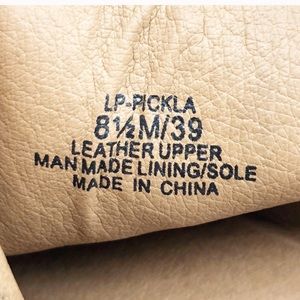 LP-PICKLA
8½M/39
LEATHER UPPER
MAN MADE LINING/SOLE
MADE IN CHINA